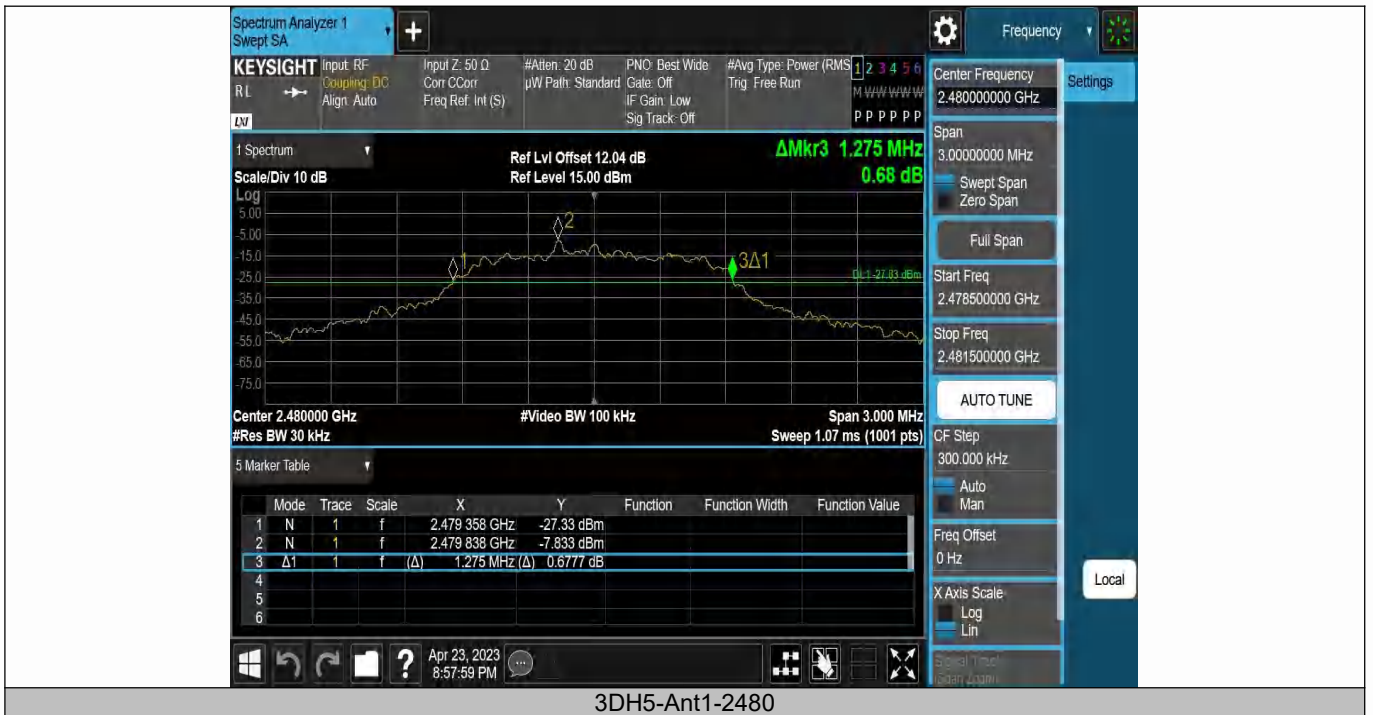 Spectrum Analyzer 1
Swept SA
+
Frequency
KEYSIGHT
RL
LXI
Input: RF
Coupling: DC
Align: Auto
Input Z: 50 Ω
Corr CCorr
Freq Ref: Int (S)
#Atten: 20 dB
µW Path: Standard
PNO: Best Wide
Gate: Off
IF Gain: Low
Sig Track: Off
#Avg Type: Power (RMS
Trig: Free Run
1 2 3 4 5 6
M W W W W W
P P P P P P
Center Frequency
2.480000000 GHz
Settings
Span
3.00000000 MHz
Swept Span
Zero Span
Full Span
Start Freq
2.478500000 GHz
Stop Freq
2.481500000 GHz
AUTO TUNE
CF Step
300.000 kHz
Auto
Man
Freq Offset
0 Hz
X Axis Scale
Log
Lin
Local
1 Spectrum
Scale/Div 10 dB
Ref Lvl Offset 12.04 dB
Ref Level 15.00 dBm
ΔMkr3 1.275 MHz
0.68 dB
Log
5.00
-5.00
-15.0
-25.0
-35.0
-45.0
-55.0
-65.0
-75.0
1
2
3Δ1
DL1 -27.83 dBm
Center 2.480000 GHz
#Video BW 100 kHz
Span 3.000 MHz
#Res BW 30 kHz
Sweep 1.07 ms (1001 pts)
5 Marker Table
Mode Trace Scale X Y Function Function Width Function Value
1 N 1 f 2.479 358 GHz -27.33 dBm
2 N 1 f 2.479 838 GHz -7.833 dBm
3 Δ1 1 f (Δ) 1.275 MHz (Δ) 0.6777 dB
4
5
6
?
Apr 23, 2023
8:57:59 PM
3DH5-Ant1-2480